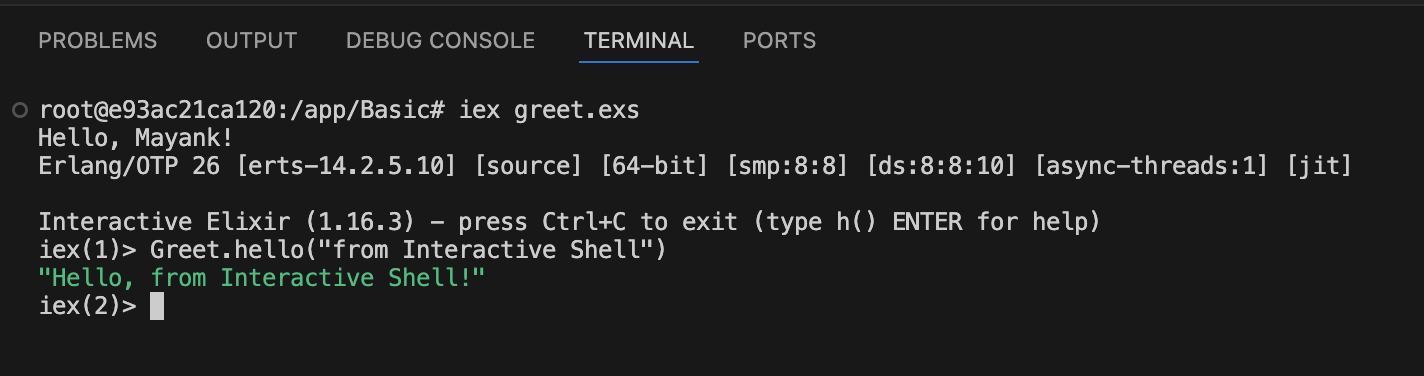 PROBLEMS OUTPUT DEBUG CONSOLE TERMINAL PORTS
root@e93ac21ca120:/app/Basic# iex greet.exs
Hello, Mayank!
Erlang/OTP 26 [erts-14.2.5.10] [source] [64-bit] [smp:8:8] [ds:8:8:10] [async-threads:1] [jit]
Interactive Elixir (1.16.3) - press Ctrl+C to exit (type h() ENTER for help)
iex(1)> Greet.hello("from Interactive Shell")
"Hello, from Interactive Shell!"
iex(2)>